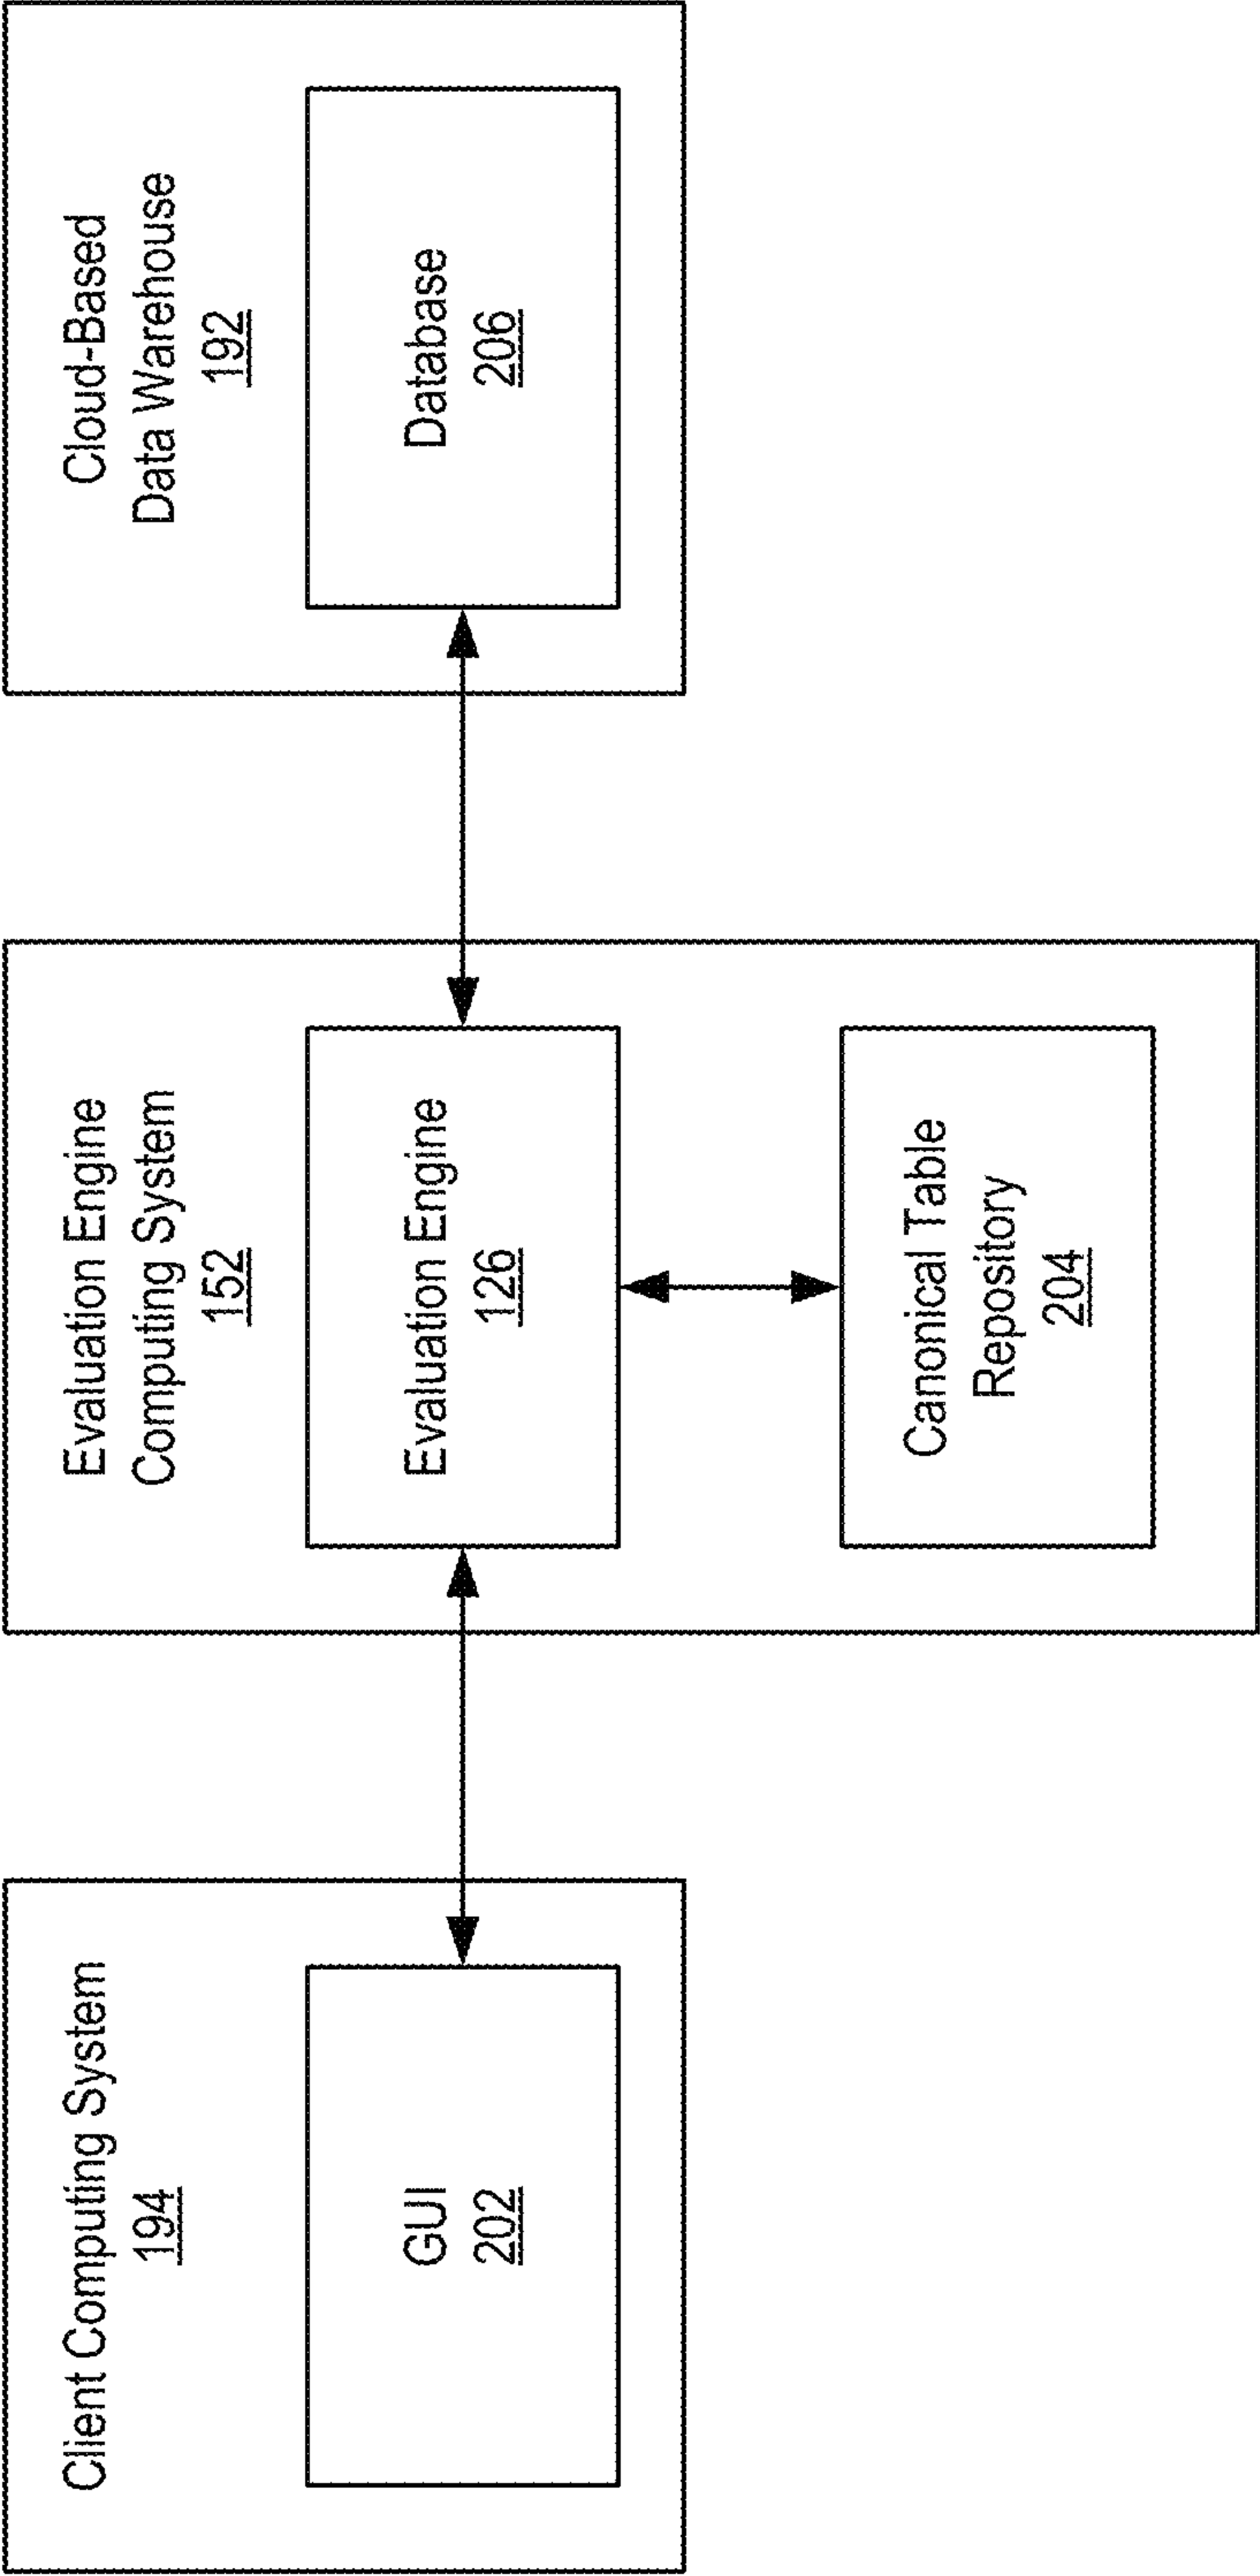 Client Computing System
194
GUI
202
Evaluation Engine
Computing System
152
Evaluation Engine
126
Canonical Table
Repository
204
Cloud-Based
Data Warehouse
192
Database
206